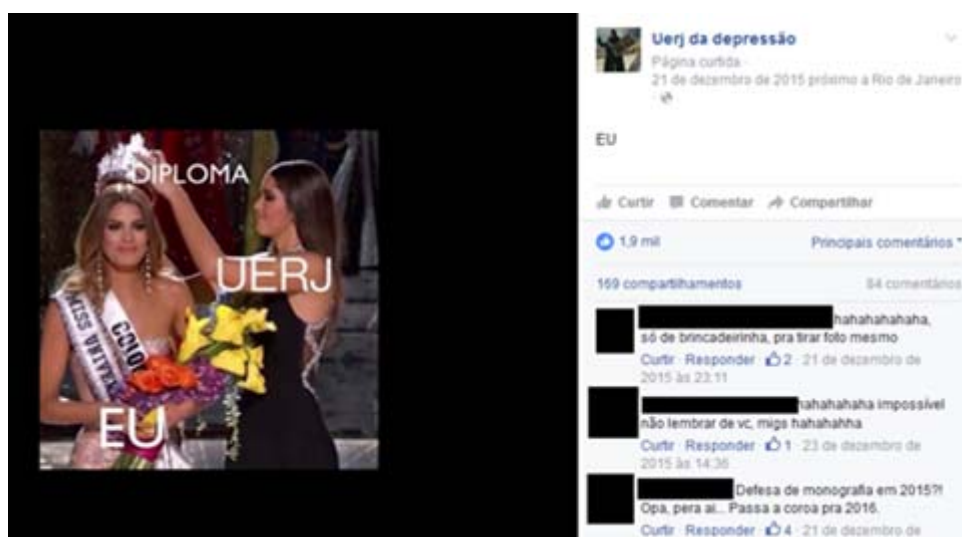 DIPLOMA
UERJ
MISS UNIVER
COLO
EU
Uerj da depressão
Página curtida ·
21 de dezembro de 2015 próximo a Rio de Janeiro
·
EU
Curtir Comentar Compartilhar
1,9 mil Principais comentários
169 compartilhamentos 84 comentários
hahahahahaha,
só de brincadeirinha, pra tirar foto mesmo
Curtir · Responder · 2 · 21 de dezembro de
2015 às 23:11
hahahahaha impossível
não lembrar de vc, migs hahahahha
Curtir · Responder · 1 · 23 de dezembro de
2015 às 14:36
Defesa de monografia em 2015?!
Opa, pera ai... Passa a coroa pra 2016.
Curtir · Responder · 4 · 21 de dezembro de